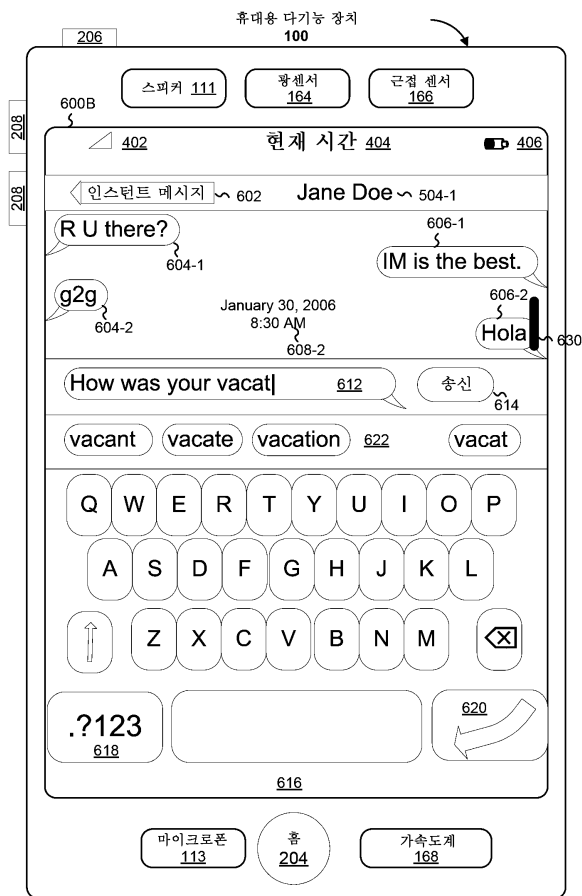 휴대용 다기능 장치
206 100
스피커 111 광센서 164 근접 센서 166
600B
208
402 현재 시간 404 406
208
인스턴트 메시지 602 Jane Doe 504-1
R U there? 606-1
604-1 IM is the best.
g2g 606-2
604-2 January 30, 2006
8:30 AM Hola 630
608-2
How was your vacat 612 송신
614
vacant vacate vacation 622 vacat
Q W E R T Y U I O P
A S D F G H J K L
Z X C V B N M
.?123 620
618
616
마이크로폰 113 홈 204 가속도계 168